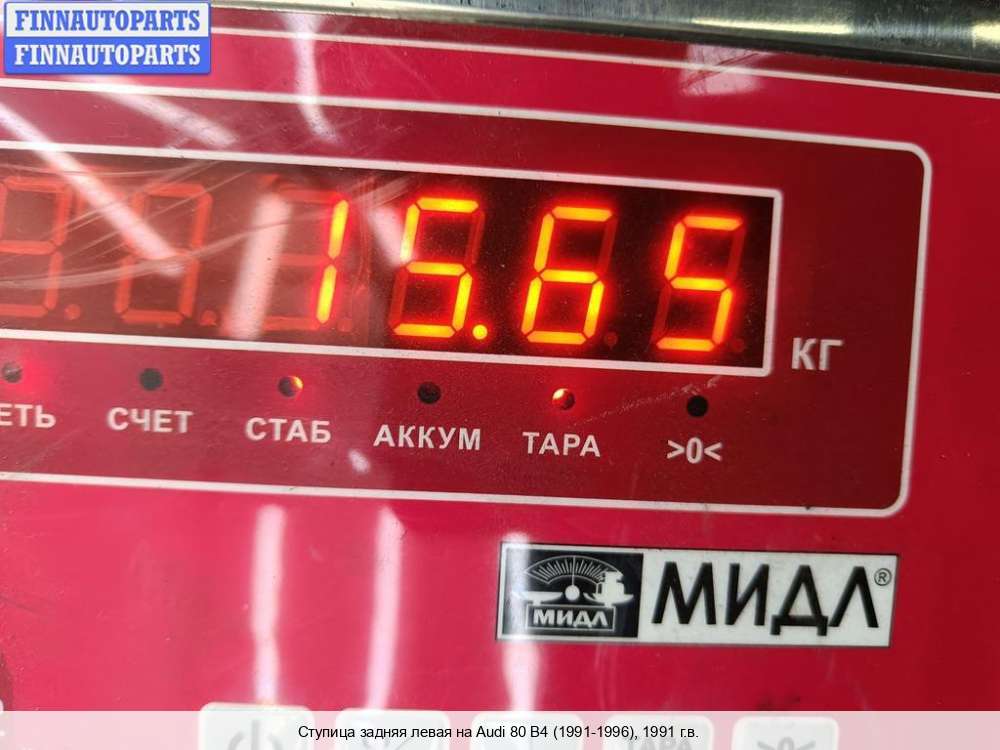 FINNAUTOPARTS
FINNAUTOPARTS
15.65
КГ
СЧЕТ СТАБ АККУМ ТАРА >0<
МИДЛ
МИДЛ®
Ступица задняя левая на Audi 80 B4 (1991-1996), 1991 г.в.